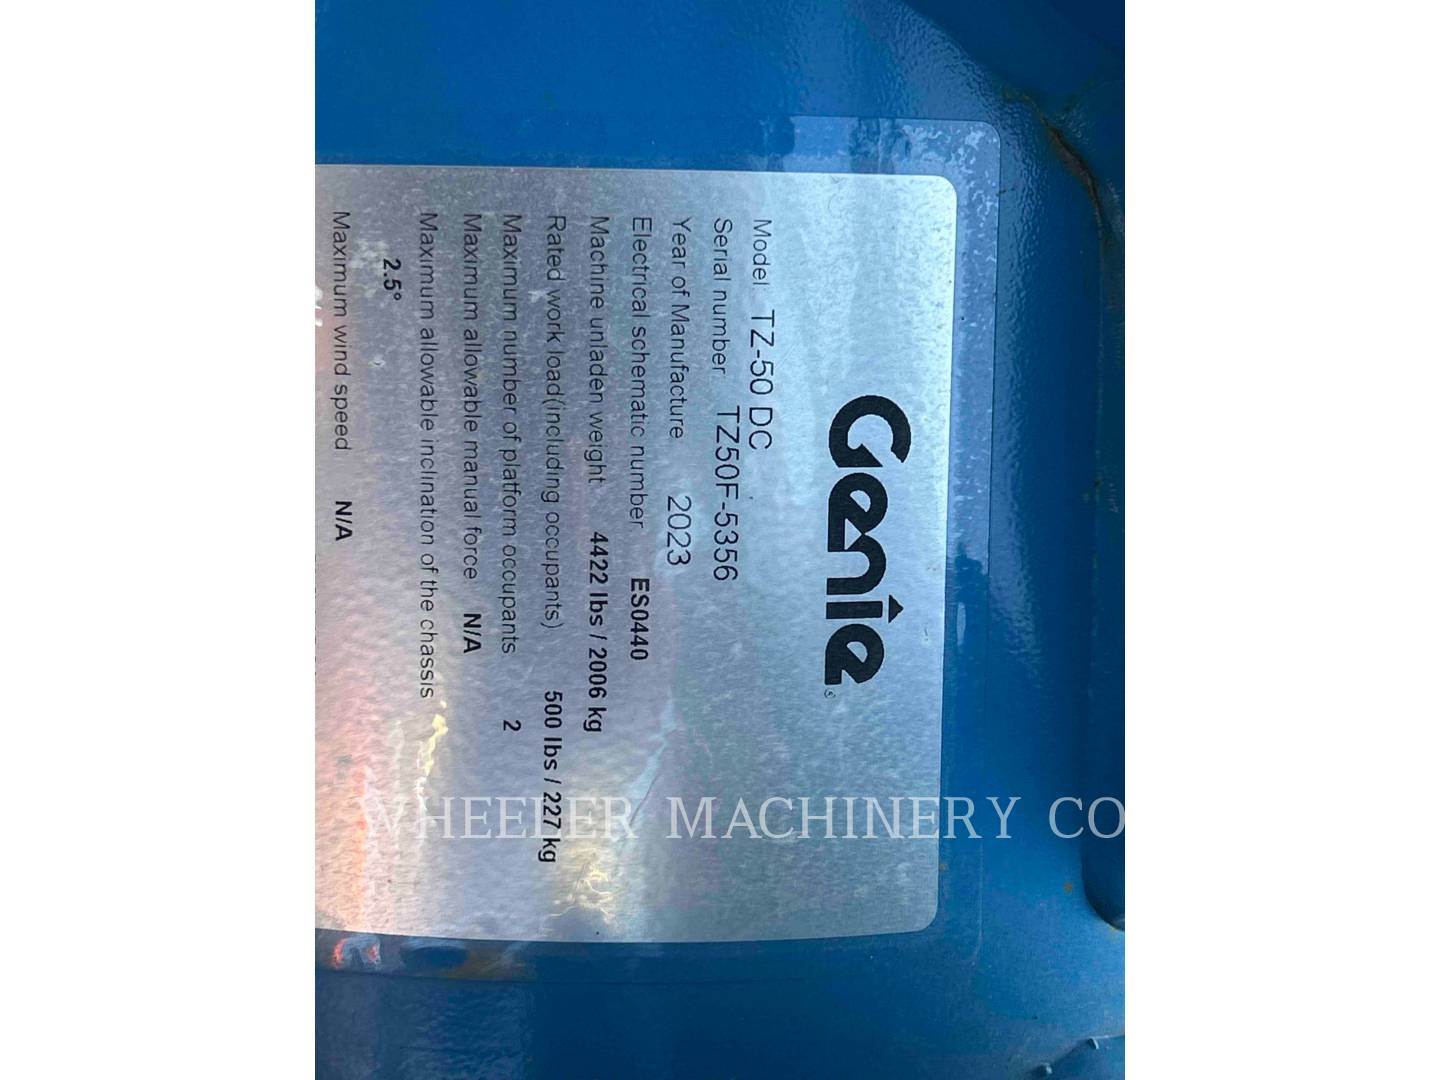 Genie
Model TZ-50 DC
Serial number TZ50F-5356
Year of Manufacture 2023
Electrical schematic number ES0440
Machine unladen weight 4422 lbs / 2006 kg
Rated work load(including occupants) 500 lbs / 227 kg
Maximum number of platform occupants 2
Maximum allowable manual force N/A
Maximum allowable inclination of the chassis
2.5°
Maximum wind speed N/A
WHEELER MACHINERY CO